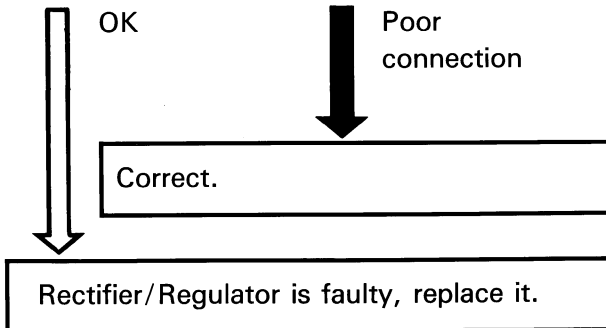 OK
Poor
connection
Correct.
Rectifier/Regulator is faulty, replace it.